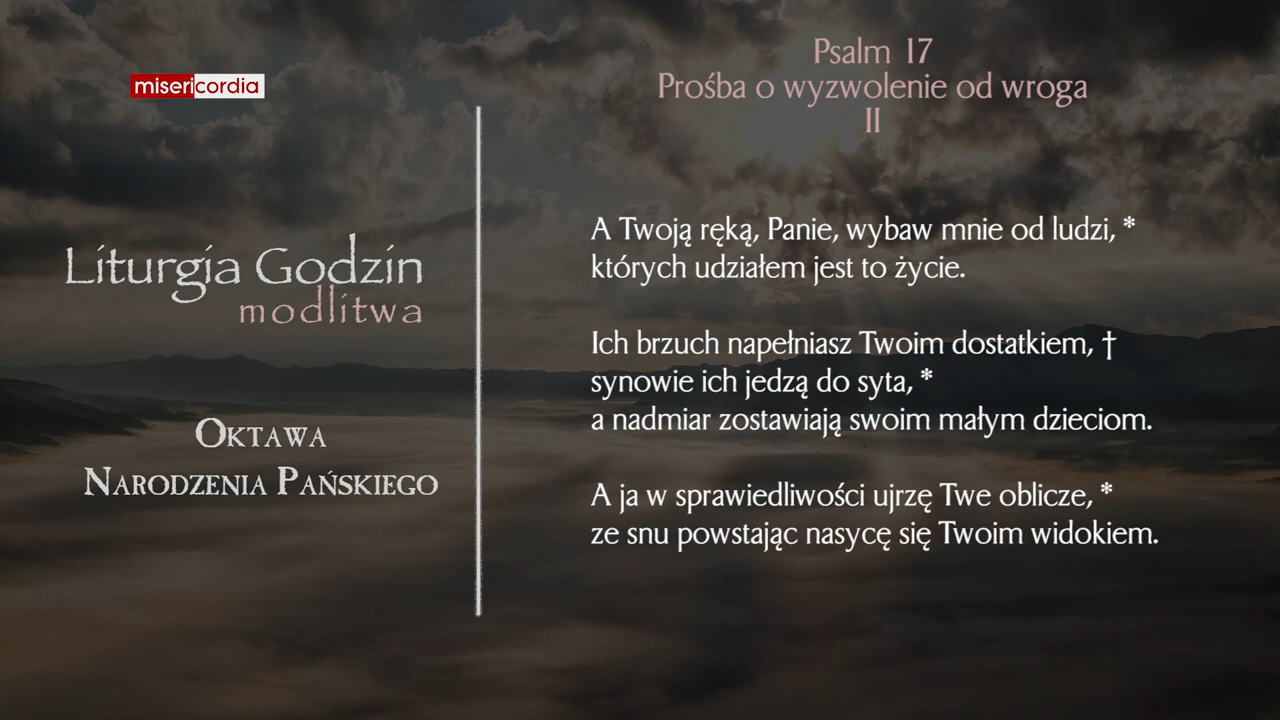 misericordia
Liturgia Godzin
modlitwa
Oktawa
Narodzenia Pańskiego
Psalm 17
Prośba o wyzwolenie od wroga
II
A Twoją ręką, Panie, wybaw mnie od ludzi, *
których udziałem jest to życie.
Ich brzuch napełniasz Twoim dostatkiem, †
synowie ich jedzą do syta, *
a nadmiar zostawiają swoim małym dzieciom.
A ja w sprawiedliwości ujrzę Twe oblicze, *
ze snu powstając nasycę się Twoim widokiem.